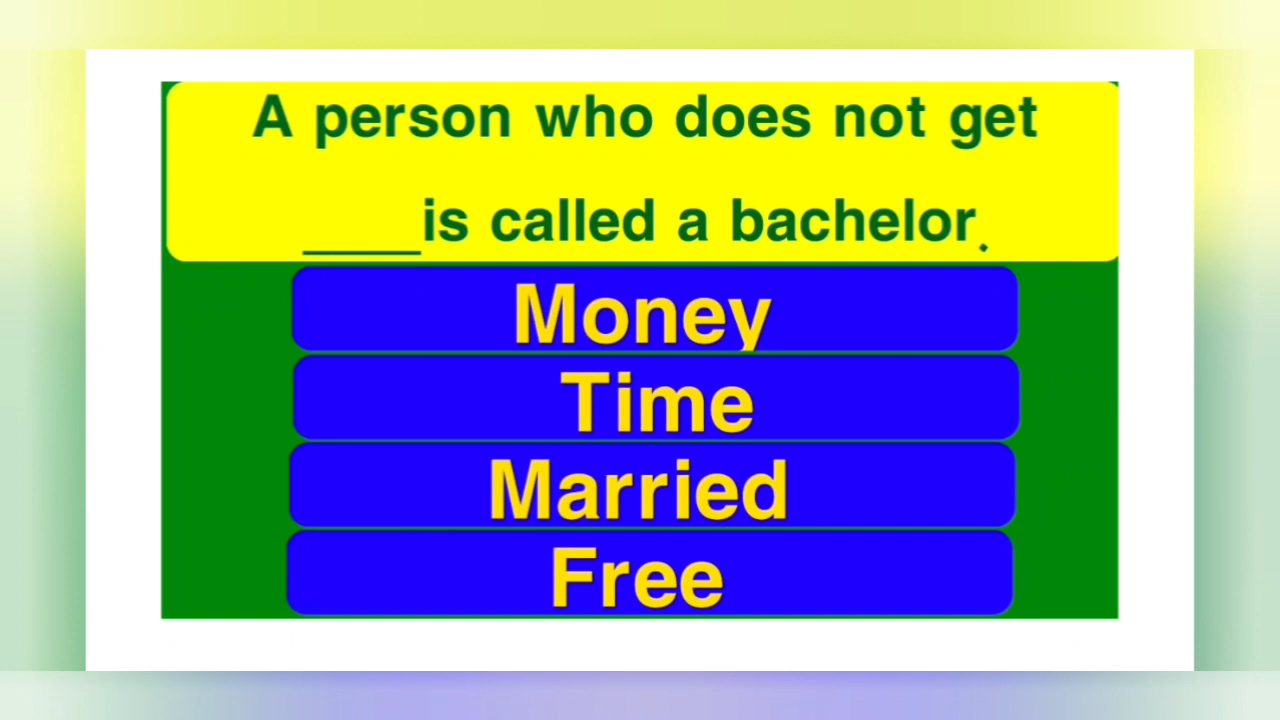 A person who does not get
____is called a bachelor.
Money
Time
Married
Free